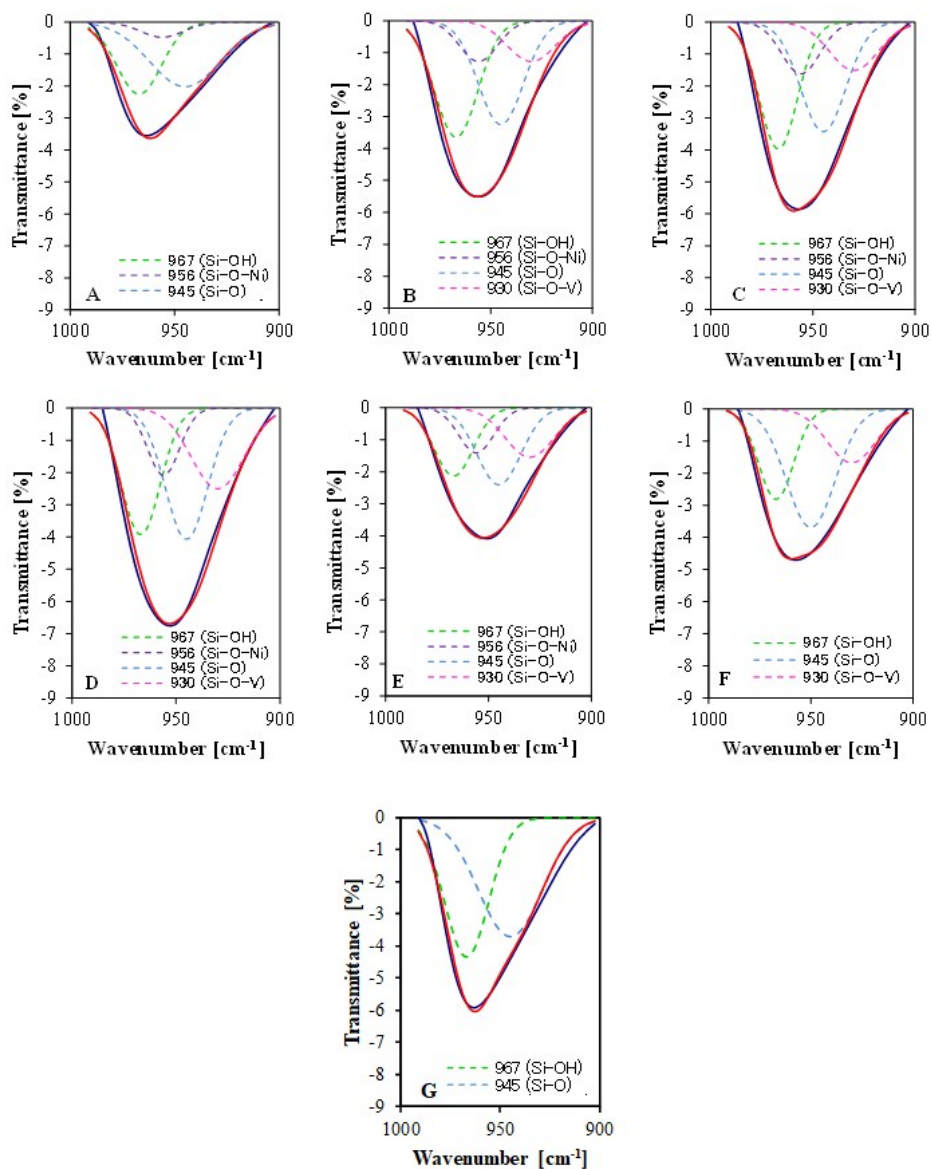 0
-1
-2
-3
-4
-5
-6
-7
-8
-9
Transmittance [%]
967 (Si-OH)
956 (Si-O-Ni)
945 (Si-O)
A
1000 950 900
Wavenumber [cm-1]
0
-1
-2
-3
-4
-5
-6
-7
-8
-9
Transmittance [%]
967 (Si-OH)
956 (Si-O-Ni)
945 (Si-O)
930 (Si-O-V)
B
1000 950 900
Wavenumber [cm-1]
0
-1
-2
-3
-4
-5
-6
-7
-8
-9
Transmittance [%]
967 (Si-OH)
956 (Si-O-Ni)
945 (Si-O)
930 (Si-O-V)
C
1000 950 900
Wavenumber [cm-1]
0
-1
-2
-3
-4
-5
-6
-7
-8
-9
Transmittance [%]
967 (Si-OH)
956 (Si-O-Ni)
945 (Si-O)
930 (Si-O-V)
D
1000 950 900
Wavenumber [cm-1]
0
-1
-2
-3
-4
-5
-6
-7
-8
-9
Transmittance [%]
967 (Si-OH)
956 (Si-O-Ni)
945 (Si-O)
930 (Si-O-V)
E
1000 950 900
Wavenumber [cm-1]
0
-1
-2
-3
-4
-5
-6
-7
-8
-9
Transmittance [%]
967 (Si-OH)
945 (Si-O)
930 (Si-O-V)
F
1000 950 900
Wavenumber [cm-1]
0
-1
-2
-3
-4
-5
-6
-7
-8
-9
Transmittance [%]
967 (Si-OH)
945 (Si-O)
G
1000 950 900
Wavenumber [cm-1]